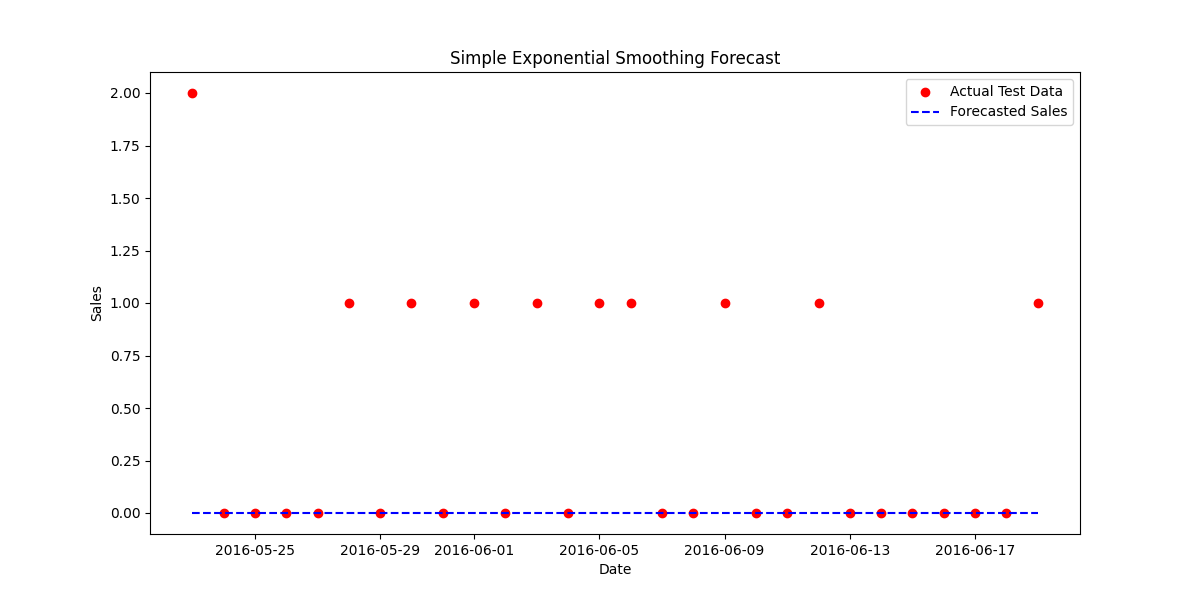 Simple Exponential Smoothing Forecast
Actual Test Data
Forecasted Sales
2.00
1.75
1.50
1.25
1.00
0.75
0.50
0.25
0.00
Sales
2016-05-25 2016-05-29 2016-06-01 2016-06-05 2016-06-09 2016-06-13 2016-06-17
Date